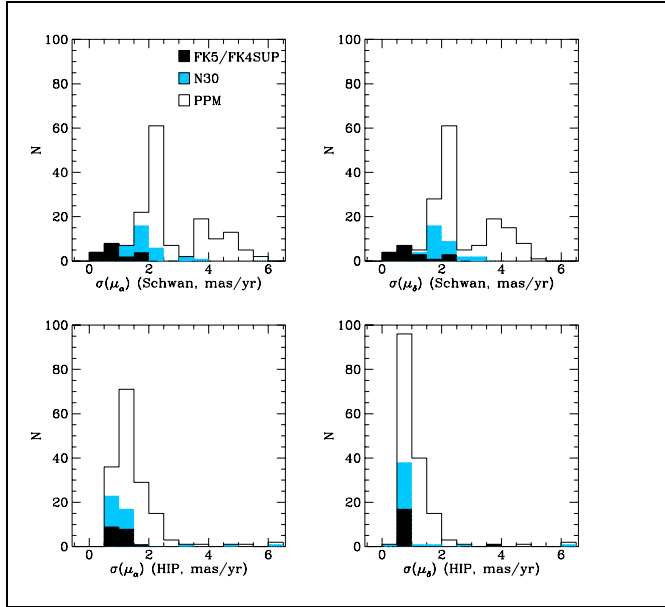 100
80
60
40
20
0
N
FK5/FK4SUP
N30
PPM
0 2 4 6
σ(μα) (Schwan, mas/yr)
100
80
60
40
20
0
N
0 2 4 6
σ(μδ) (Schwan, mas/yr)
100
80
60
40
20
0
N
0 2 4 6
σ(μα) (HIP, mas/yr)
100
80
60
40
20
0
N
0 2 4 6
σ(μδ) (HIP, mas/yr)